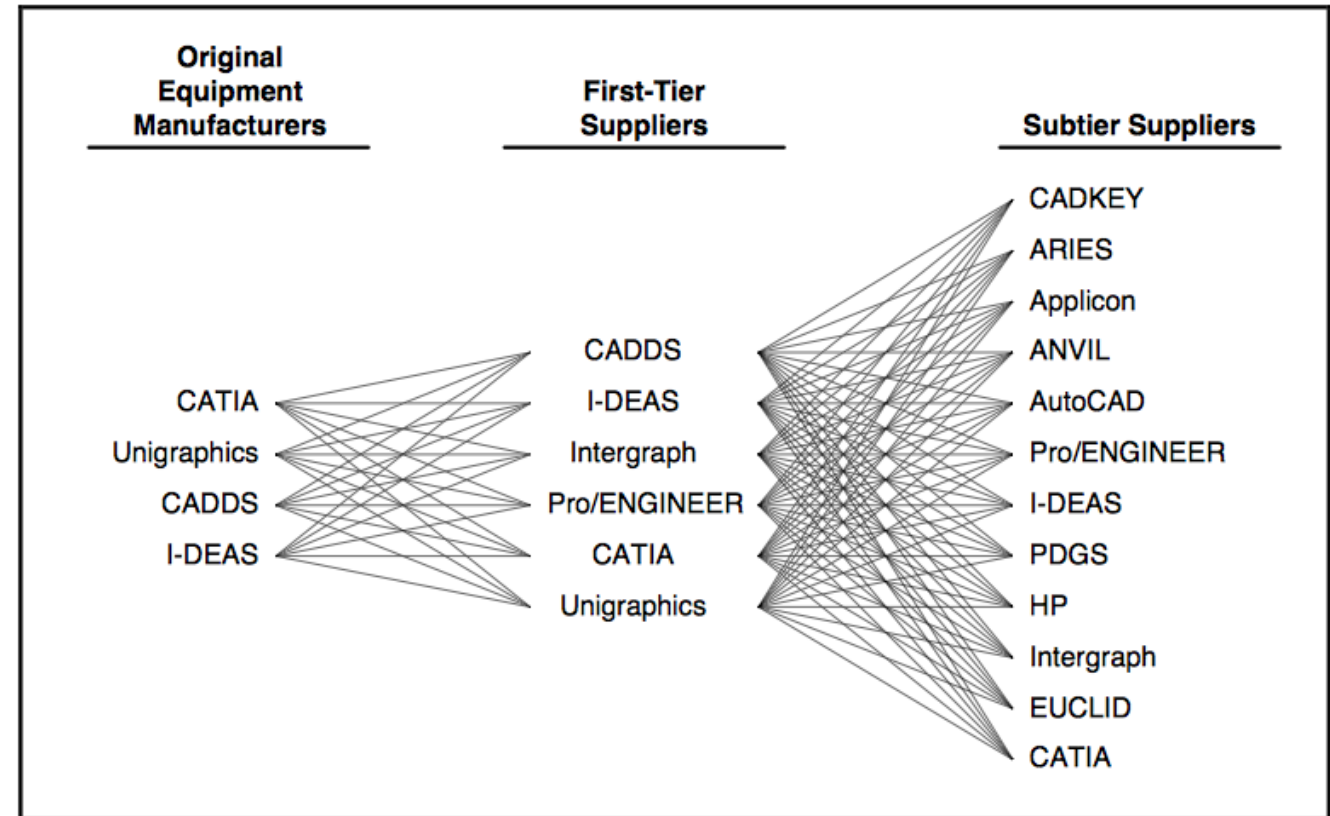 Original
Equipment
Manufacturers
First-Tier
Suppliers
Subtier Suppliers
CATIA
Unigraphics
CADDS
I-DEAS
CADDS
I-DEAS
Intergraph
Pro/ENGINEER
CATIA
Unigraphics
CADKEY
ARIES
Applicon
ANVIL
AutoCAD
Pro/ENGINEER
I-DEAS
PDGS
HP
Intergraph
EUCLID
CATIA